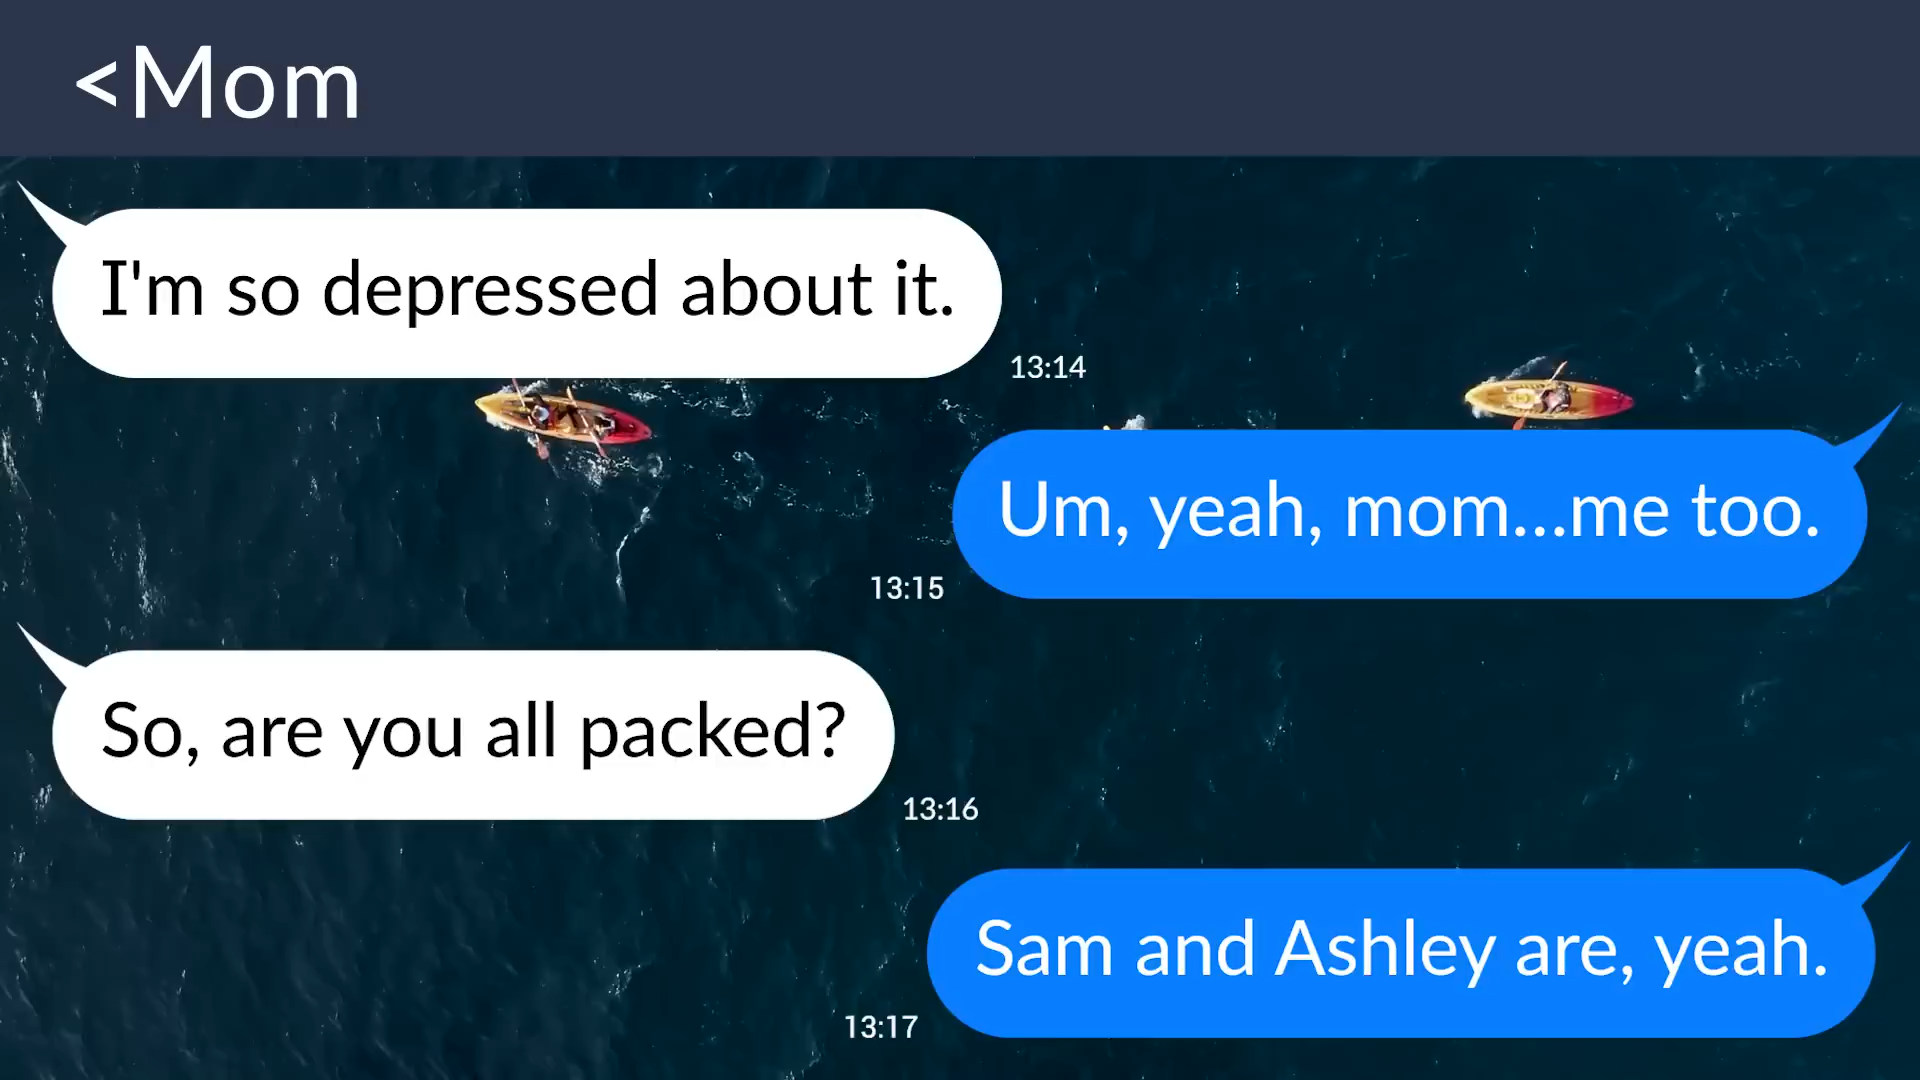 <Mom
I'm so depressed about it.
13:14
Um, yeah, mom...me too.
13:15
So, are you all packed?
13:16
Sam and Ashley are, yeah.
13:17